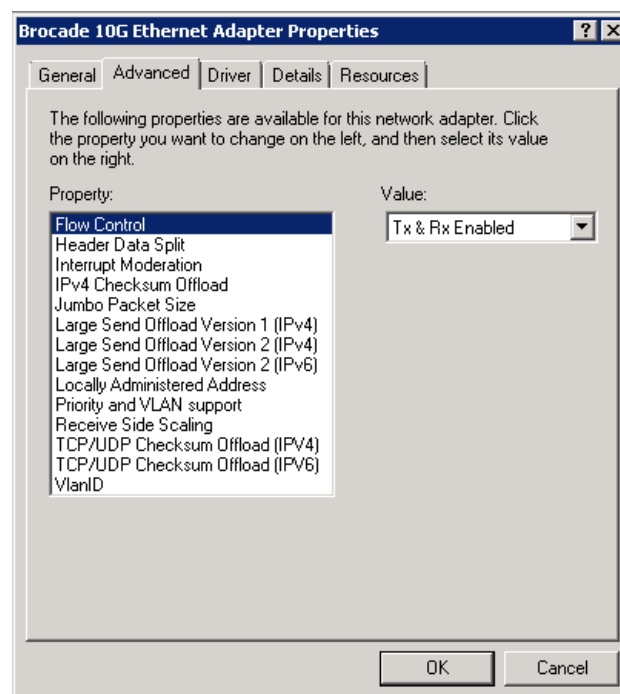 Brocade 10G Ethernet Adapter Properties
General Advanced Driver Details Resources
The following properties are available for this network adapter. Click
the property you want to change on the left, and then select its value
on the right.
Property: Value:
Flow Control Tx & Rx Enabled
Header Data Split
Interrupt Moderation
IPv4 Checksum Offload
Jumbo Packet Size
Large Send Offload Version 1 (IPv4)
Large Send Offload Version 2 (IPv4)
Large Send Offload Version 2 (IPv6)
Locally Administered Address
Priority and VLAN support
Receive Side Scaling
TCP/UDP Checksum Offload (IPV4)
TCP/UDP Checksum Offload (IPV6)
VlanID
OK Cancel